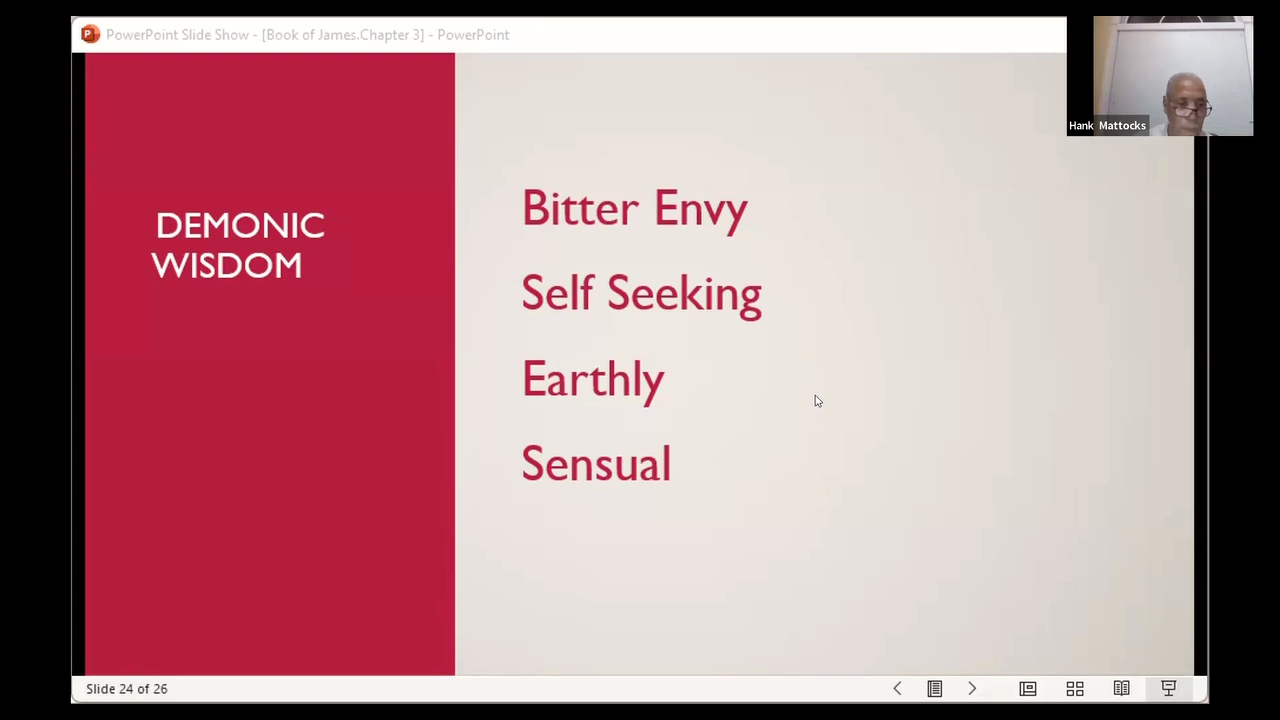 PowerPoint Slide Show - [Book of James.Chapter 3] - PowerPoint
Hank Mattocks
DEMONIC
WISDOM
Bitter Envy
Self Seeking
Earthly
Sensual
Slide 24 of 26